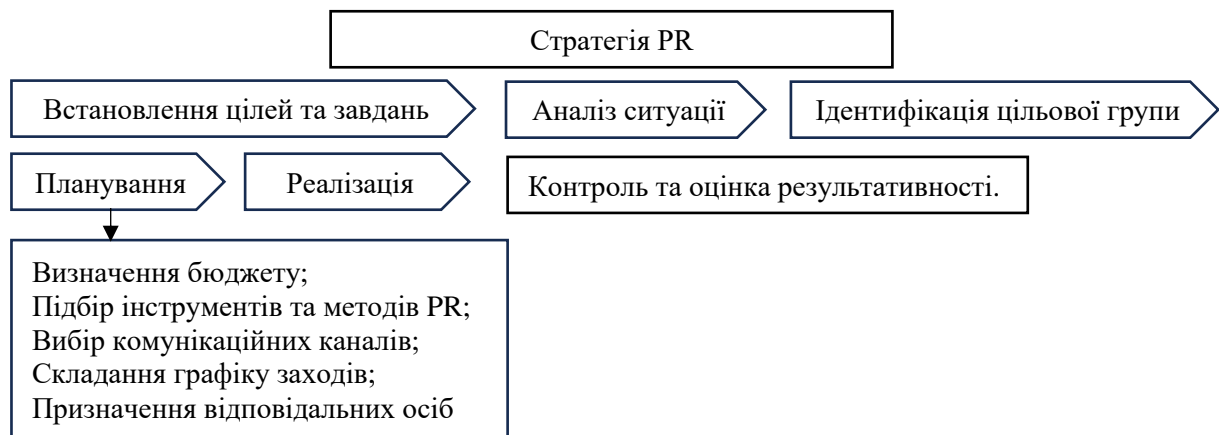 Стратегія PR
Встановлення цілей та завдань
Аналіз ситуації
Ідентифікація цільової групи
Планування
Реалізація
Контроль та оцінка результативності.
Визначення бюджету;
Підбір інструментів та методів PR;
Вибір комунікаційних каналів;
Складання графіку заходів;
Призначення відповідальних осіб